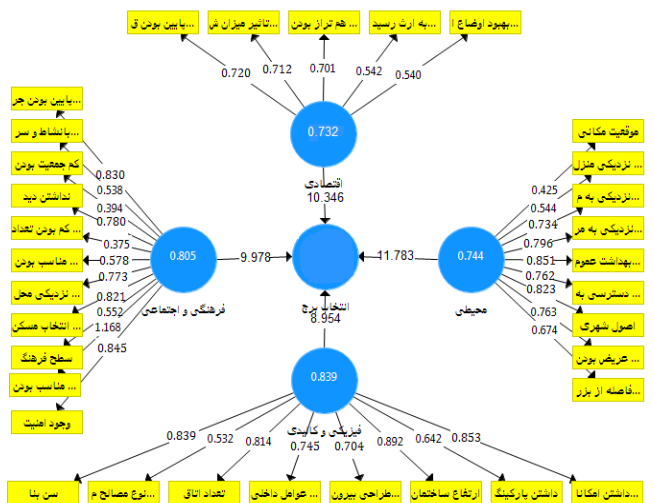 پایین بودن ق...
تاثیر میزان ش...
هم تراز بودن ...
به ارث رسید...
بهبود اوضاع ا...
0.720
0.712
0.701
0.542
0.540
0.732
اقتصادی
10.346
پایین بودن جر...
بانشاط و سر...
کم جمعیت بودن
نداشتن دید
کم بودن تعداد ...
مناسب بودن ...
نزدیکی محل ...
انتخاب مسکن ...
سطح فرهنگ
مناسب بودن ...
وجود امنیت
0.830
0.538
0.394
0.780
0.375
0.578
0.773
0.821
0.552
1.168
0.845
0.805
فرهنگی و اجتماعی
9.978
انتخاب برج
8.954
11.783
0.744
محیطی
موقعیت مکانی
نزدیکی منزل ...
نزدیکی به م...
نزدیکی به مر...
بهداشت عموم...
دسترسی به ...
اصول شهری
عریض بودن ...
فاصله از بزر...
0.425
0.544
0.734
0.796
0.851
0.762
0.823
0.763
0.674
0.839
فیزیکی و کالبدی
0.839
0.532
0.814
0.745
0.704
0.892
0.642
0.853
سن بنا
نوع مصالح م...
تعداد اتاق
عوامل داخلی ...
طراحی بیرون...
ارتفاع ساختمان
داشتن پارکینگ
داشتن امکانا...